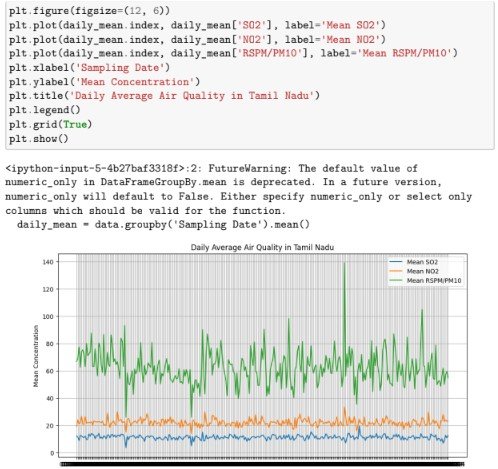 plt.figure(figsize=(12, 6))
plt.plot(daily_mean.index, daily_mean['SO2'], label='Mean SO2')
plt.plot(daily_mean.index, daily_mean['NO2'], label='Mean NO2')
plt.plot(daily_mean.index, daily_mean['RSPM/PM10'], label='Mean RSPM/PM10')
plt.xlabel('Sampling Date')
plt.ylabel('Mean Concentration')
plt.title('Daily Average Air Quality in Tamil Nadu')
plt.legend()
plt.grid(True)
plt.show()
<ipython-input-5-4b27baf3318f>:2: FutureWarning: The default value of
numeric_only in DataFrameGroupBy.mean is deprecated. In a future version,
numeric_only will default to False. Either specify numeric_only or select only
columns which should be valid for the function.
daily_mean = data.groupby('Sampling Date').mean()
Daily Average Air Quality in Tamil Nadu
Mean SO2
Mean NO2
Mean RSPM/PM10
Mean Concentration
140
120
100
80
60
40
20
0